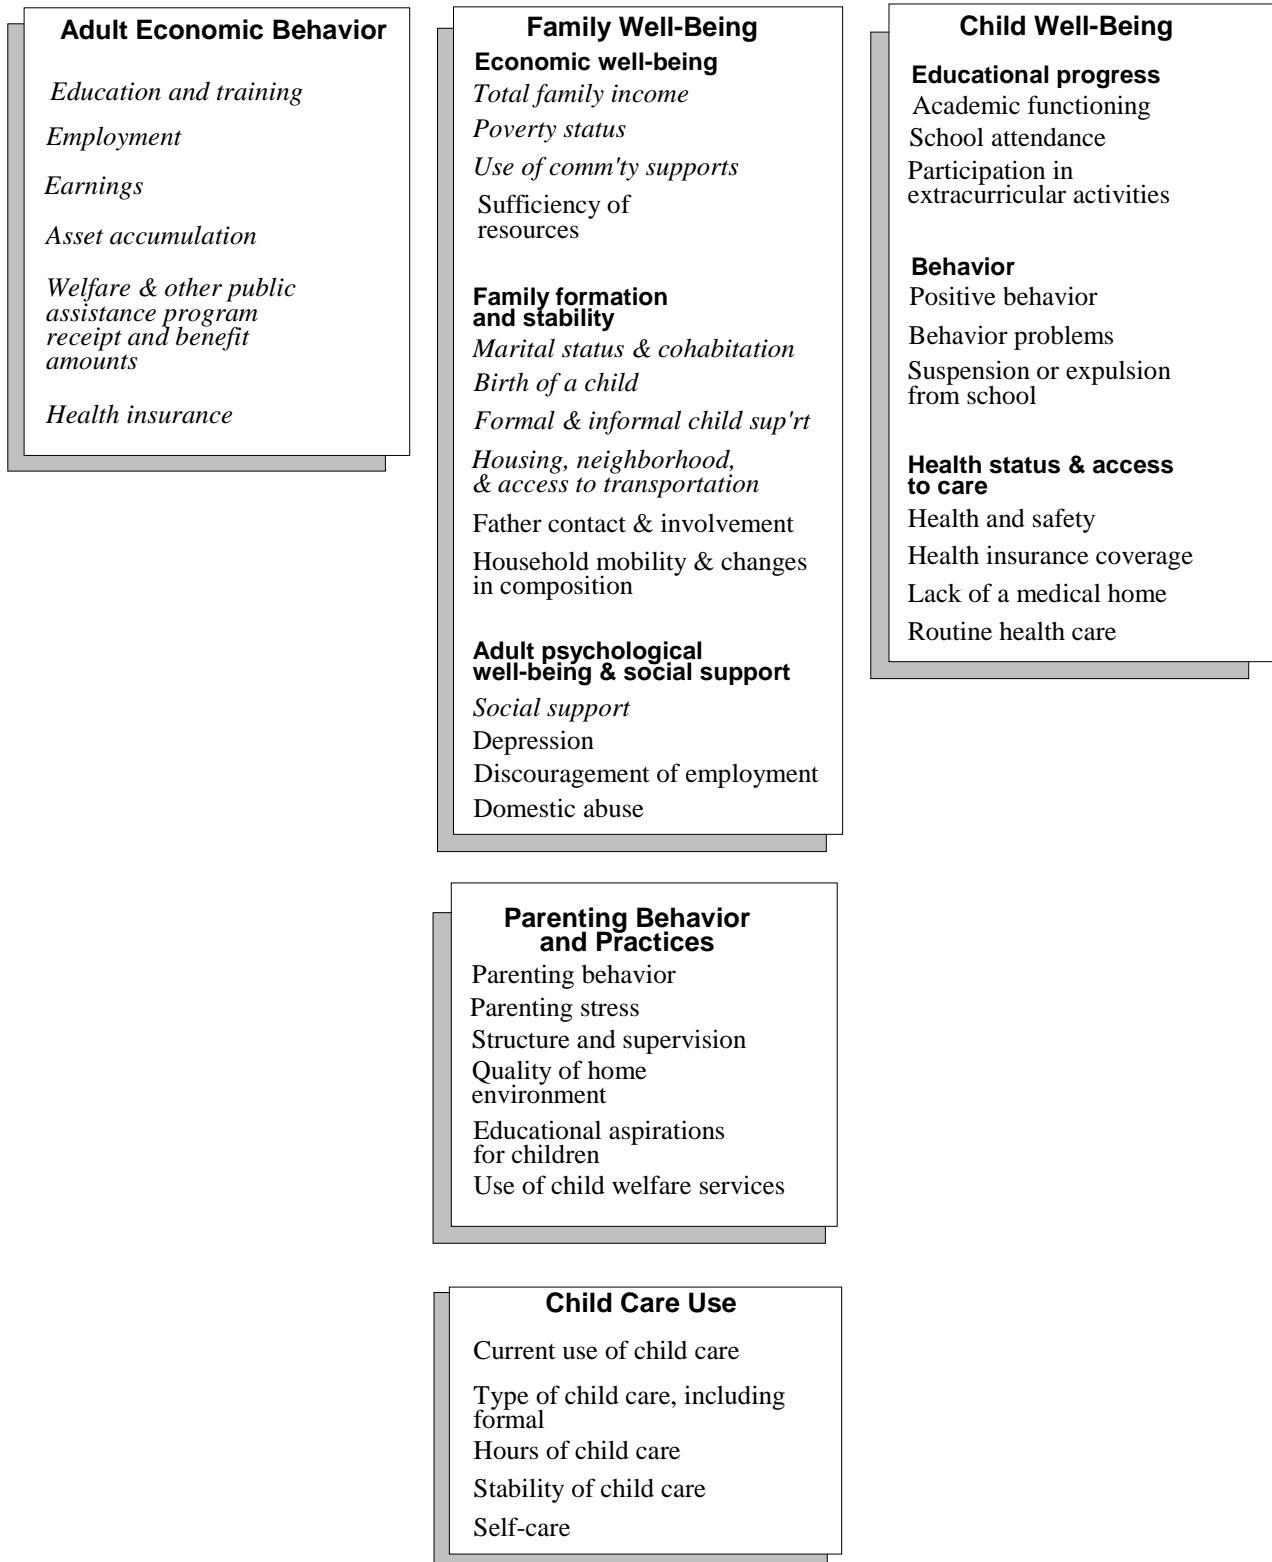 Adult Economic Behavior
Education and training
Employment
Earnings
Asset accumulation
Welfare & other public
assistance program
receipt and benefit
amounts
Health insurance
Family Well-Being
Economic well-being
Total family income
Poverty status
Use of comm'ty supports
Sufficiency of
resources
Family formation
and stability
Marital status & cohabitation
Birth of a child
Formal & informal child sup'rt
Housing, neighborhood,
& access to transportation
Father contact & involvement
Household mobility & changes
in composition
Adult psychological
well-being & social support
Social support
Depression
Discouragement of employment
Domestic abuse
Parenting Behavior
and Practices
Parenting behavior
Parenting stress
Structure and supervision
Quality of home
environment
Educational aspirations
for children
Use of child welfare services
Child Care Use
Current use of child care
Type of child care, including
formal
Hours of child care
Stability of child care
Self-care
Child Well-Being
Educational progress
Academic functioning
School attendance
Participation in
extracurricular activities
Behavior
Positive behavior
Behavior problems
Suspension or expulsion
from school
Health status & access
to care
Health and safety
Health insurance coverage
Lack of a medical home
Routine health care